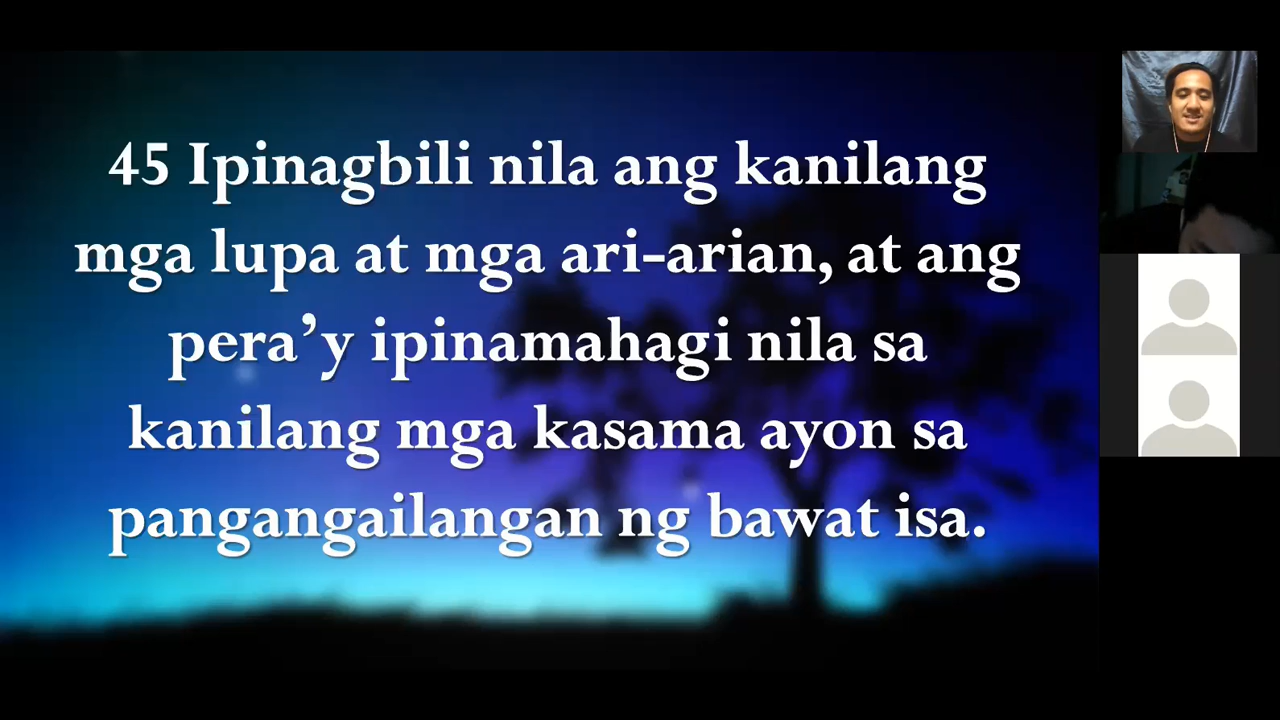 45 Ipinagbili nila ang kanilang
mga lupa at mga ari-arian, at ang
pera’y ipinamahagi nila sa
kanilang mga kasama ayon sa
pangangailangan ng bawat isa.